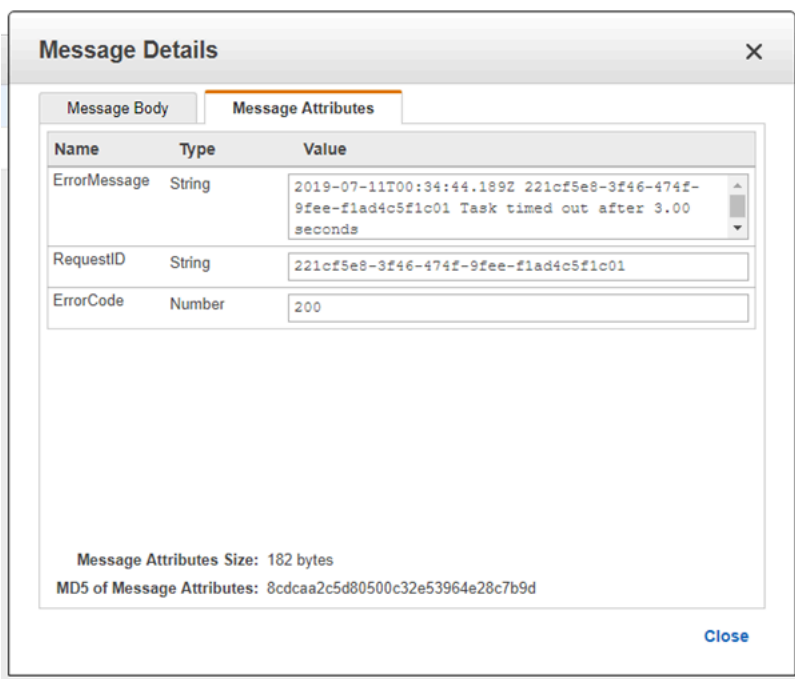 Message Details
Message Body Message Attributes
Name Type Value
ErrorMessage String 2019-07-11T00:34:44.189Z 221cf5e8-3f46-474f-
9fee-f1ad4c5f1c01 Task timed out after 3.00
seconds
RequestID String 221cf5e8-3f46-474f-9fee-f1ad4c5f1c01
ErrorCode Number 200
Message Attributes Size: 182 bytes
MD5 of Message Attributes: 8cdcaa2c5d80500c32e53964e28c7b9d
Close